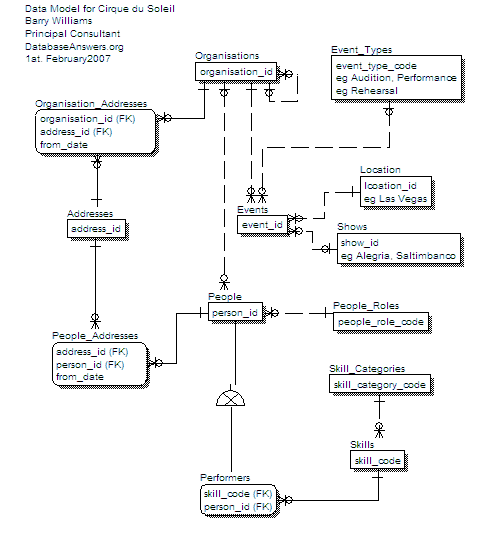 Data Model for Cirque du Soleil
Barry Williams
Principal Consultant
DatabaseAnswers.org
1at. February2007
Organisations
organisation_id
Event_Types
event_type_code
eg Audition, Performance
eg Rehearsal
Organisation_Addresses
organisation_id (FK)
address_id (FK)
from_date
Location
lcoation_id
eg Las Vegas
Addresses
address_id
Events
event_id
Shows
show_id
eg Alegria, Saltimbanco
People
person_id
People_Roles
people_role_code
People_Addresses
address_id (FK)
person_id (FK)
from_date
Skill_Categories
skill_category_code
Skills
skill_code
Performers
skill_code (FK)
person_id (FK)